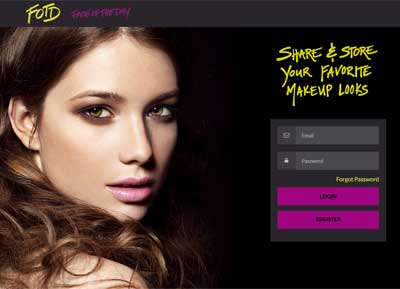 FOTD FACE OF THE DAY
SHARE & STORE
YOUR FAVORITE
MAKEUP LOOKS
Email
Password
Forgot Password
LOGIN
REGISTER